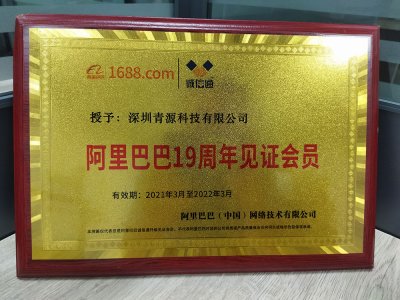 1688.com
诚信通
授予：深圳青源科技有限公司
阿里巴巴19周年见证会员
有效期：2021年3月至2022年3月
阿里巴巴（中国）网络技术有限公司